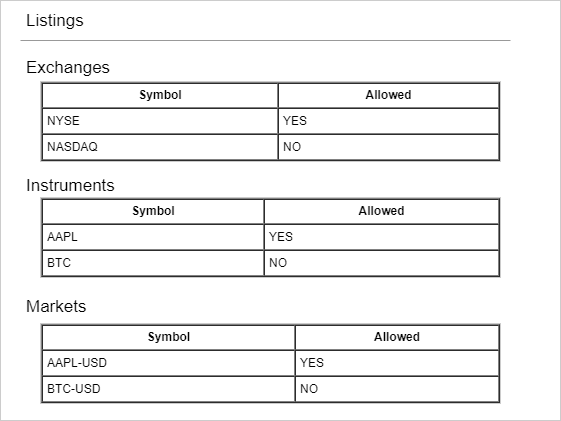 Listings
Exchanges
Symbol Allowed
NYSE YES
NASDAQ NO
Instruments
Symbol Allowed
AAPL YES
BTC NO
Markets
Symbol Allowed
AAPL-USD YES
BTC-USD NO